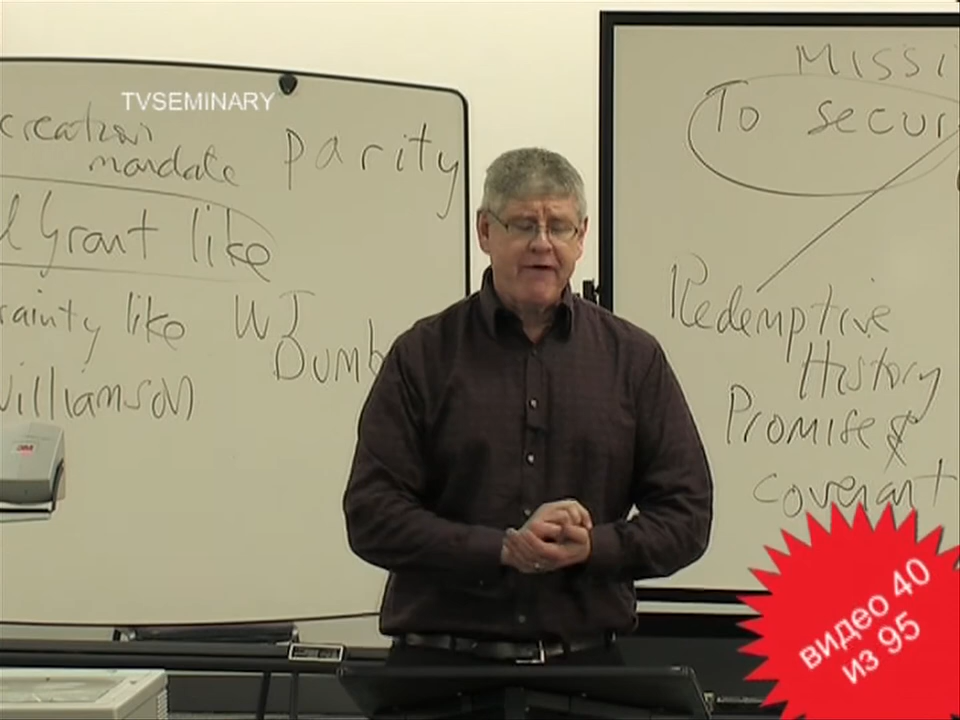 TVSEMINARY
creation
mandate
parity
Grant like
like WJ
Dumb
Williamson
3M
MISSI
To secur
Redemptive
History
Promise &
covenant
видео 40
из 95